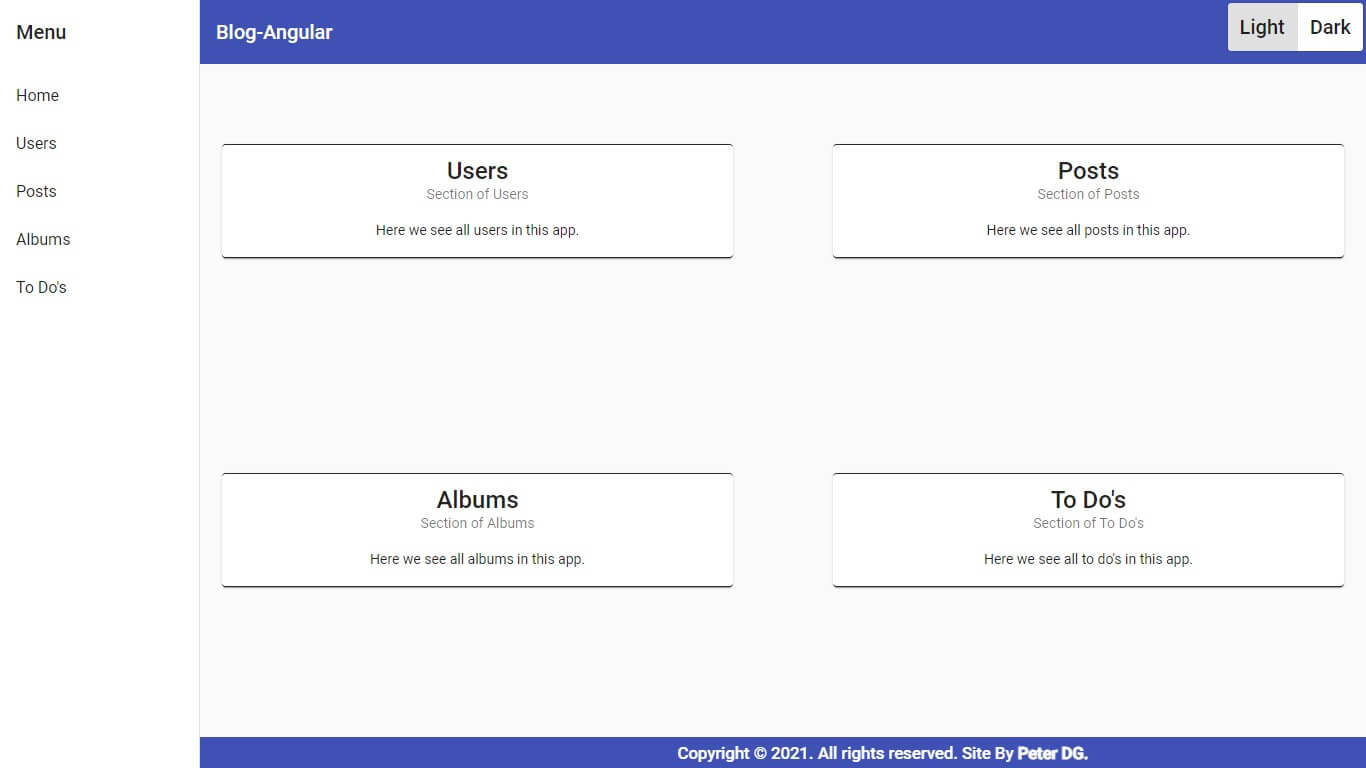 Menu
Home
Users
Posts
Albums
To Do's
Blog-Angular
Light
Dark
Users
Section of Users
Here we see all users in this app.
Posts
Section of Posts
Here we see all posts in this app.
Albums
Section of Albums
Here we see all albums in this app.
To Do's
Section of To Do's
Here we see all to do's in this app.
Copyright © 2021. All rights reserved. Site By Peter DG.